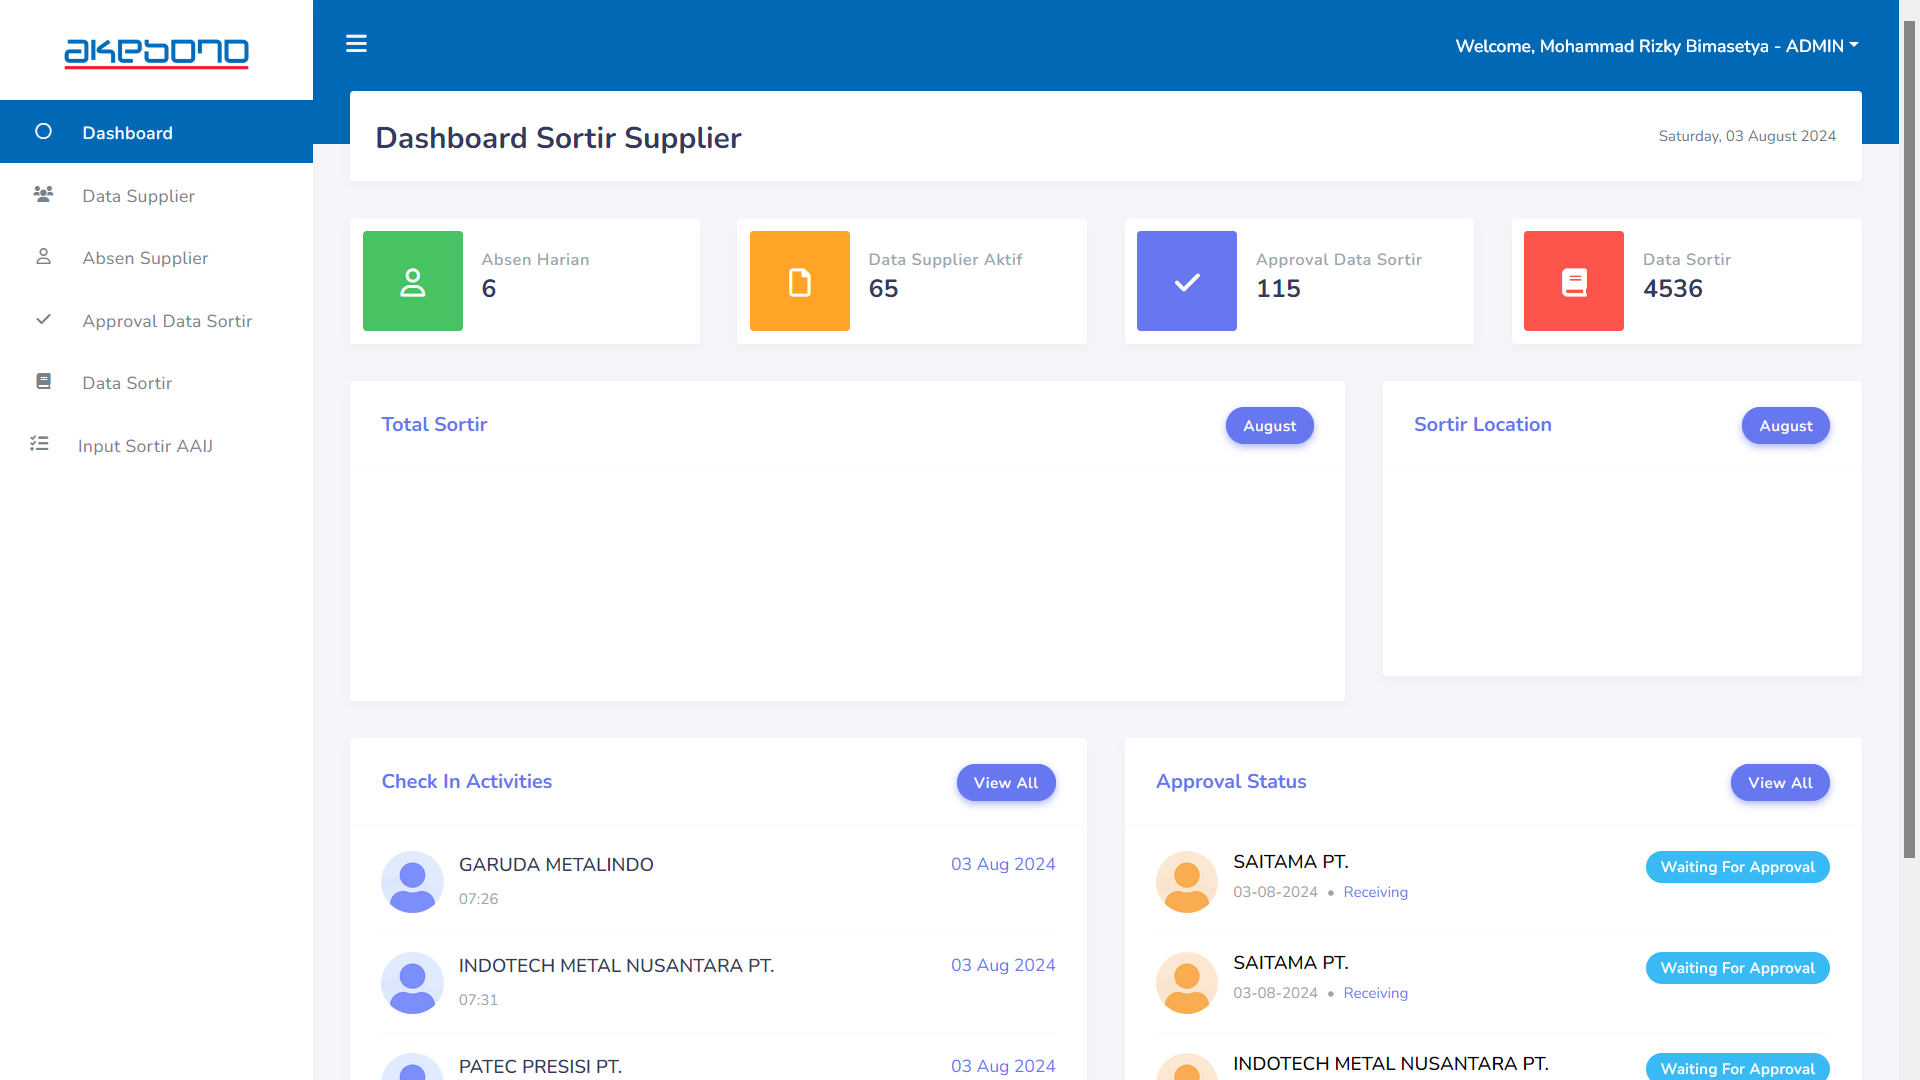 akebono
Welcome, Mohammad Rizky Bimasetya - ADMIN
Dashboard
Data Supplier
Absen Supplier
Approval Data Sortir
Data Sortir
Input Sortir AAIJ
Dashboard Sortir Supplier
Saturday, 03 August 2024
Absen Harian
6
Data Supplier Aktif
65
Approval Data Sortir
115
Data Sortir
4536
Total Sortir
August
Sortir Location
August
Check In Activities
View All
GARUDA METALINDO
03 Aug 2024
07:26
INDOTECH METAL NUSANTARA PT.
03 Aug 2024
07:31
PATEC PRESISI PT.
03 Aug 2024
Approval Status
View All
SAITAMA PT.
Waiting For Approval
03-08-2024 • Receiving
SAITAMA PT.
Waiting For Approval
03-08-2024 • Receiving
INDOTECH METAL NUSANTARA PT.
Waiting For Approval